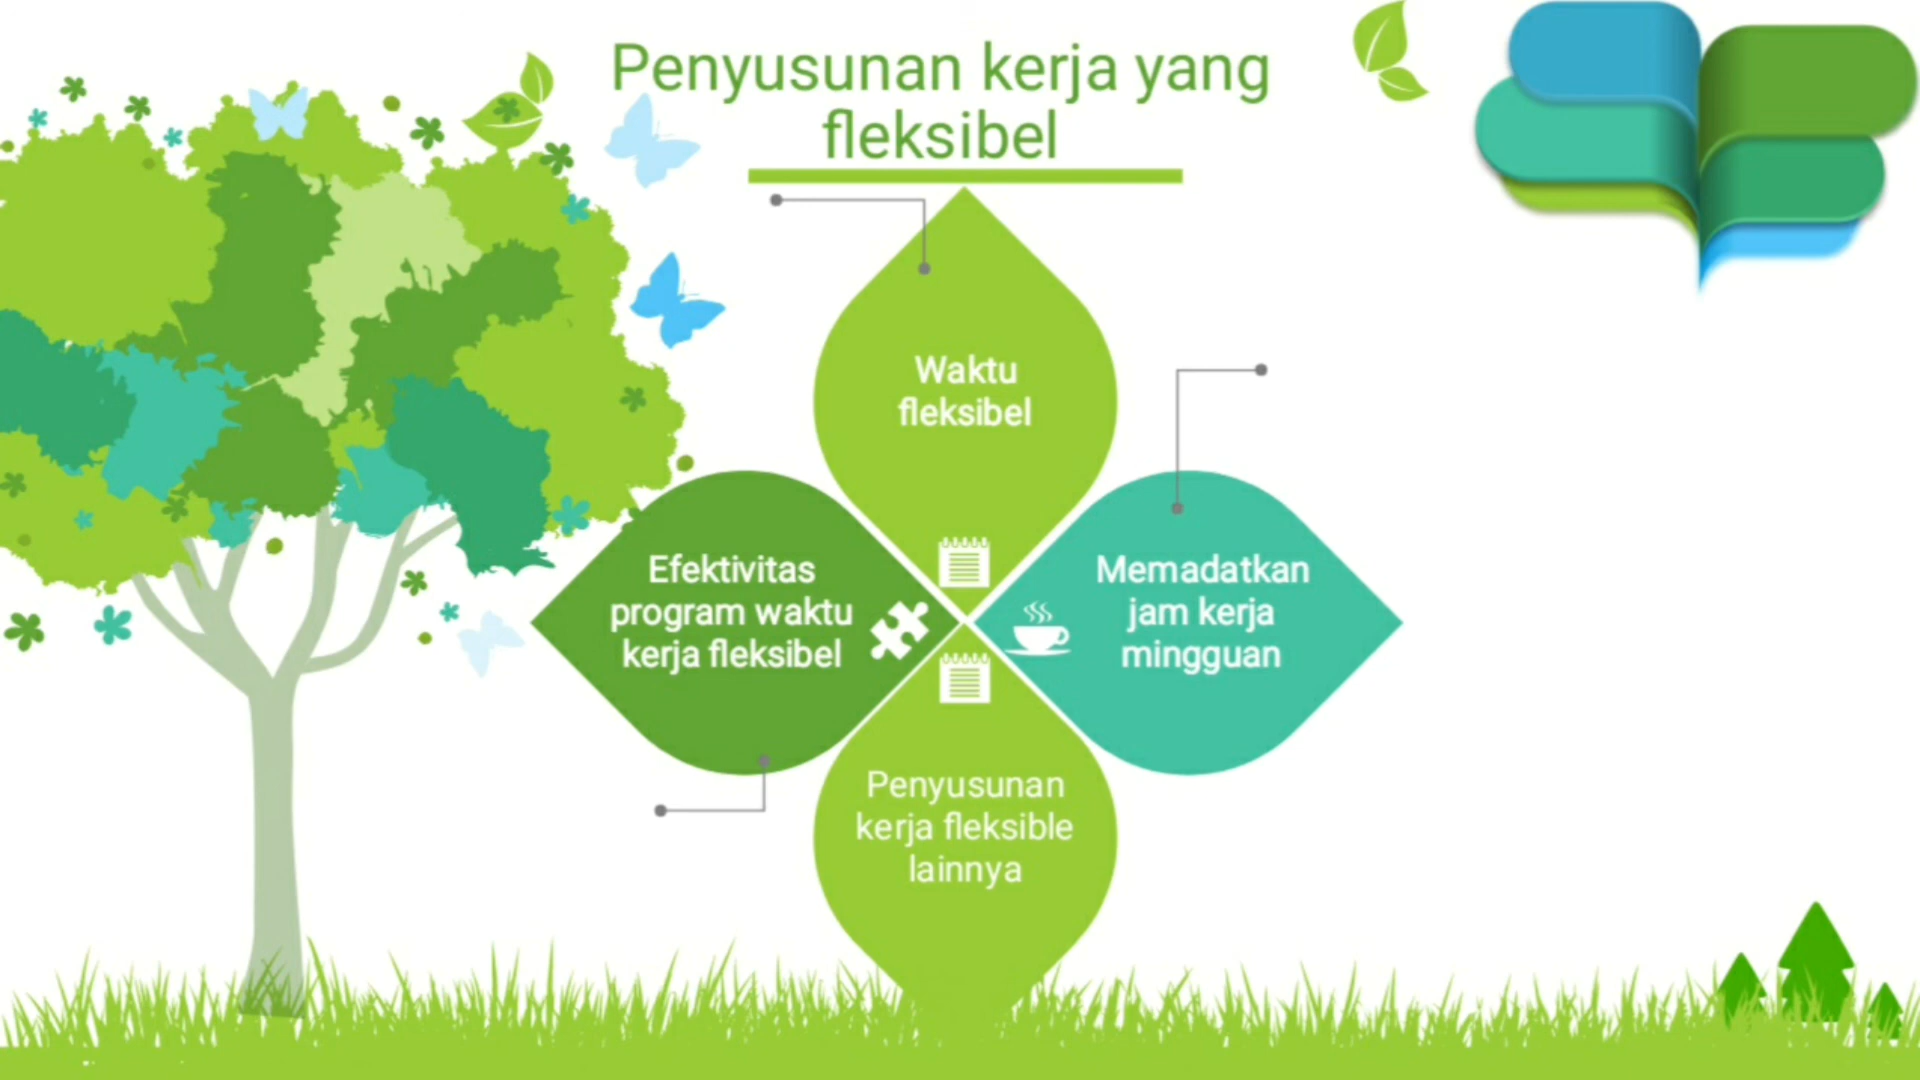 Penyusunan kerja yang
fleksibel
Waktu
fleksibel
Efektivitas
program waktu
kerja fleksibel
Memadatkan
jam kerja
mingguan
Penyusunan
kerja fleksible
lainnya